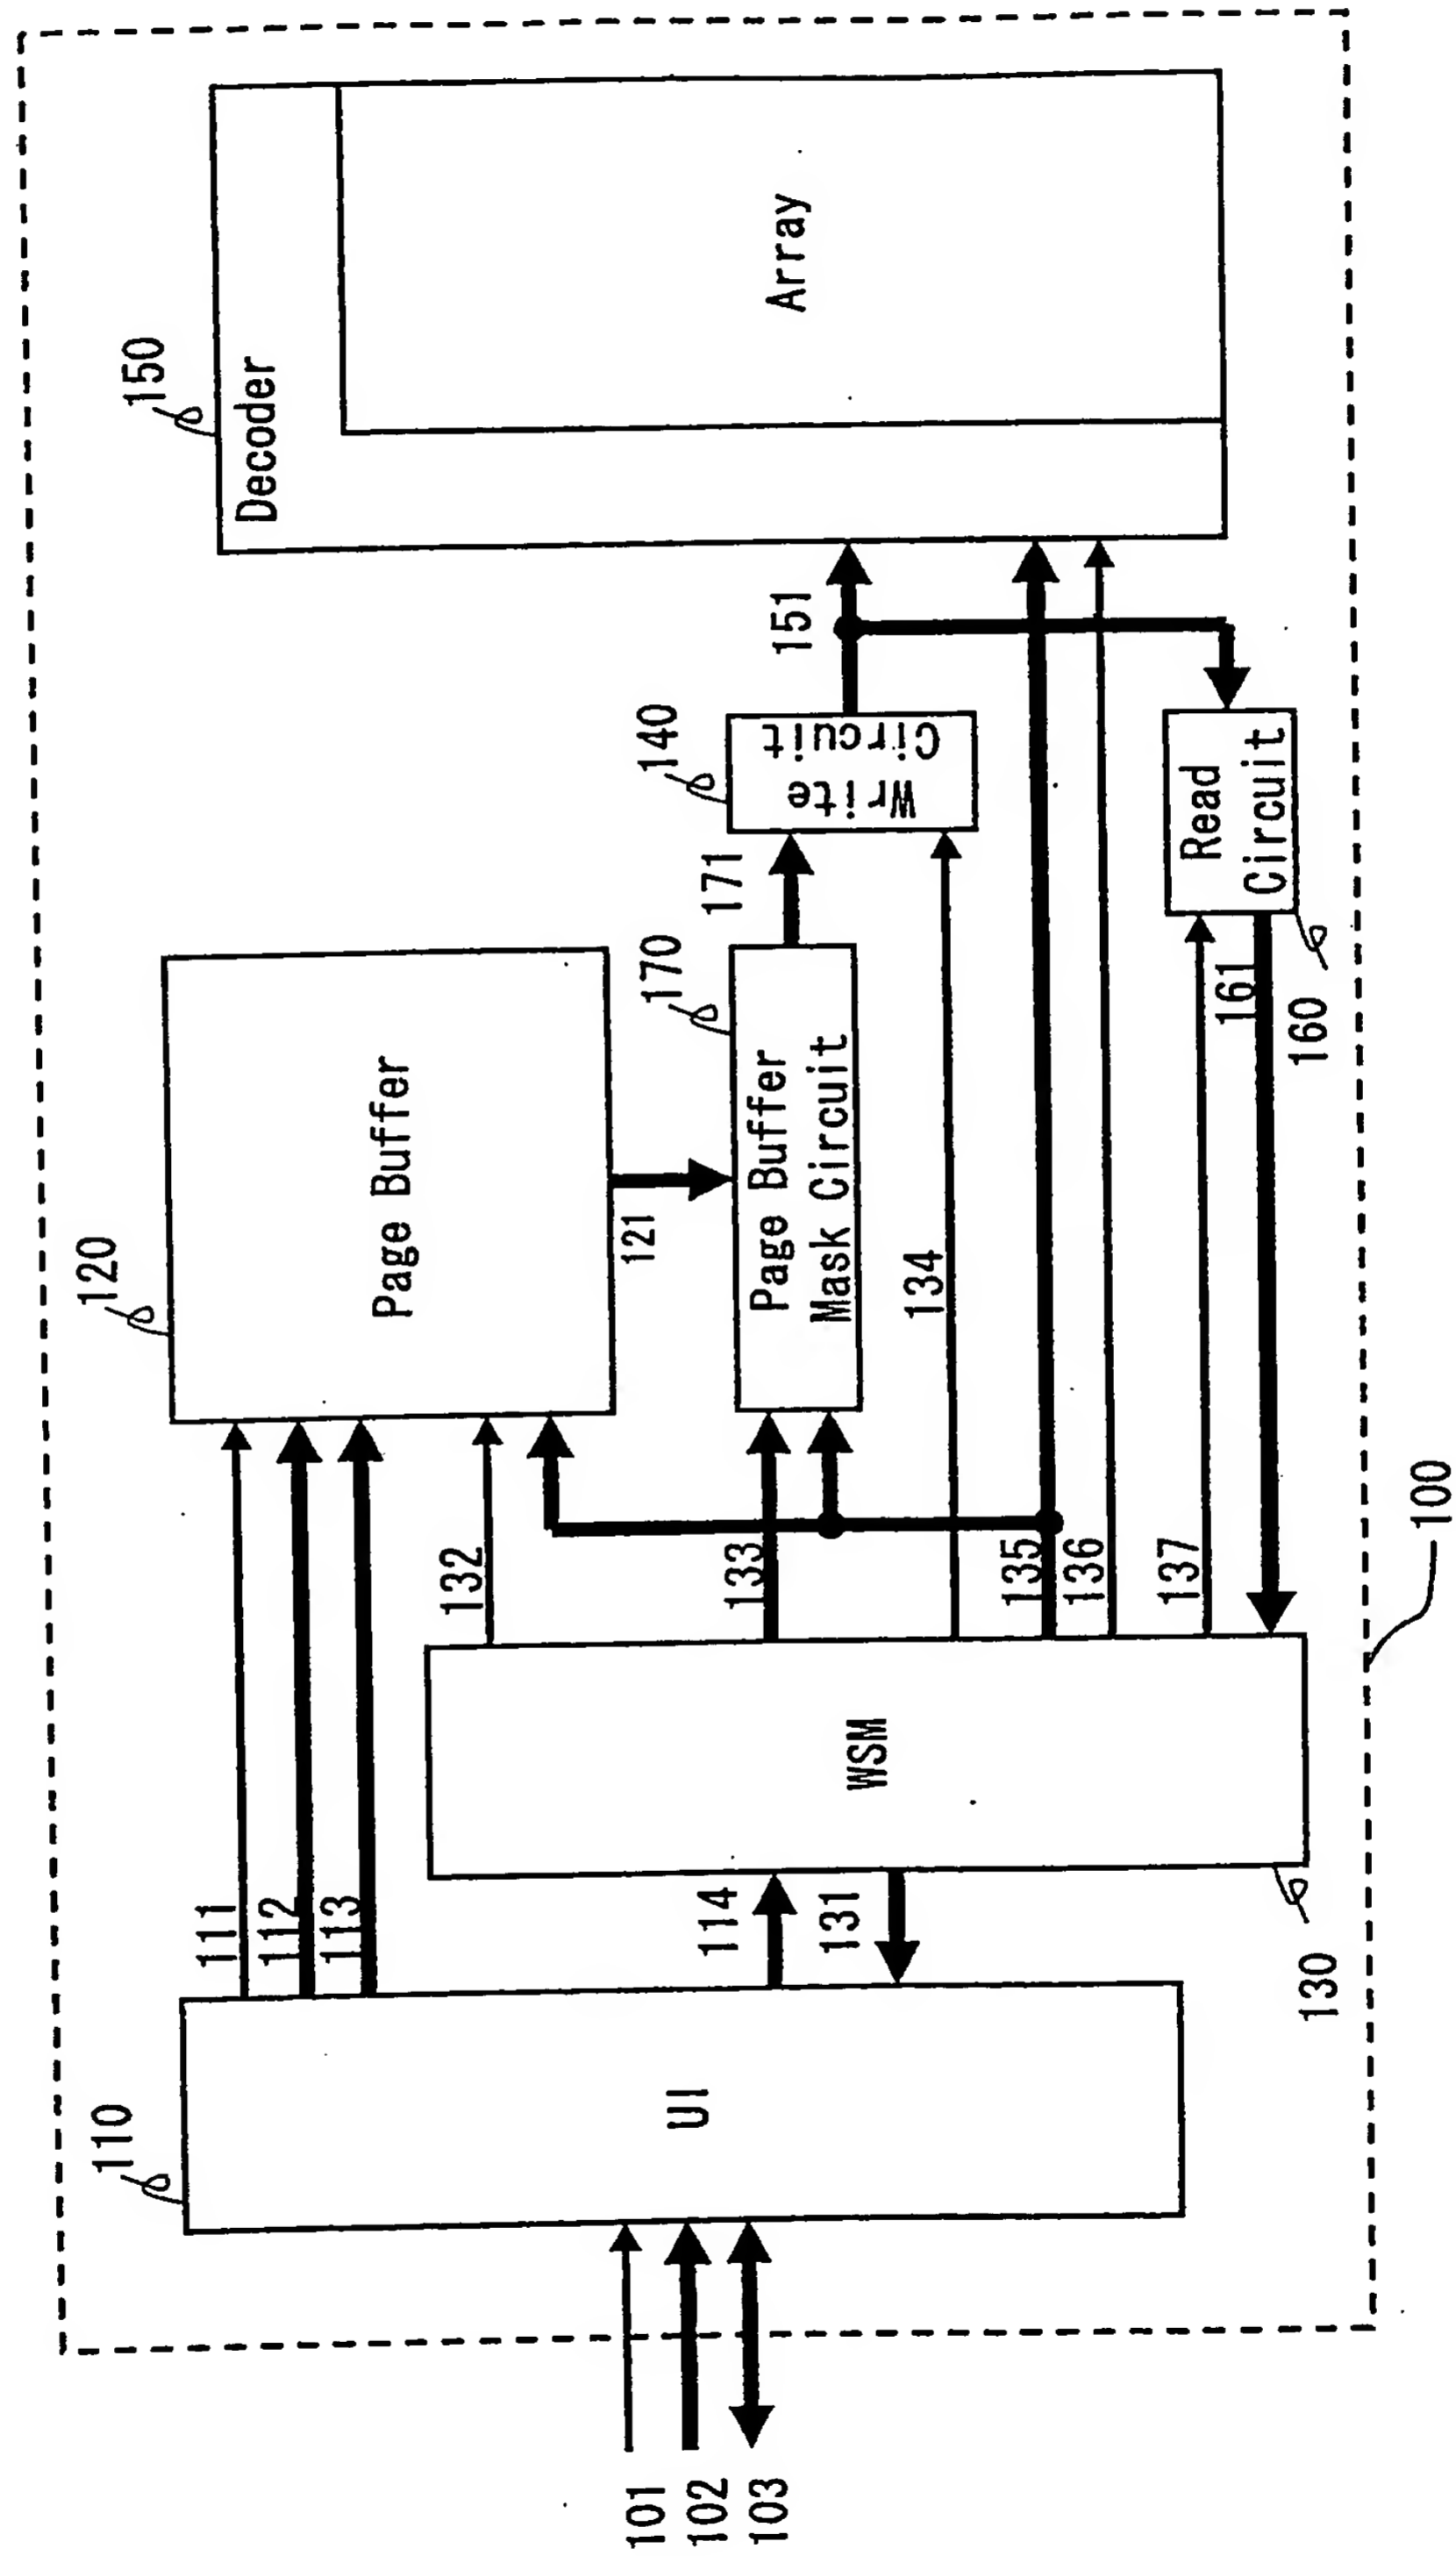 100
110
UI
101
102
103
111
112
113
114
131
120
Page Buffer
121
130
WSM
132
133
134
135
136
137
170
Page Buffer
Mask Circuit
171
140
Write
Circuit
151
150
Decoder
Array
Read
Circuit
161
160